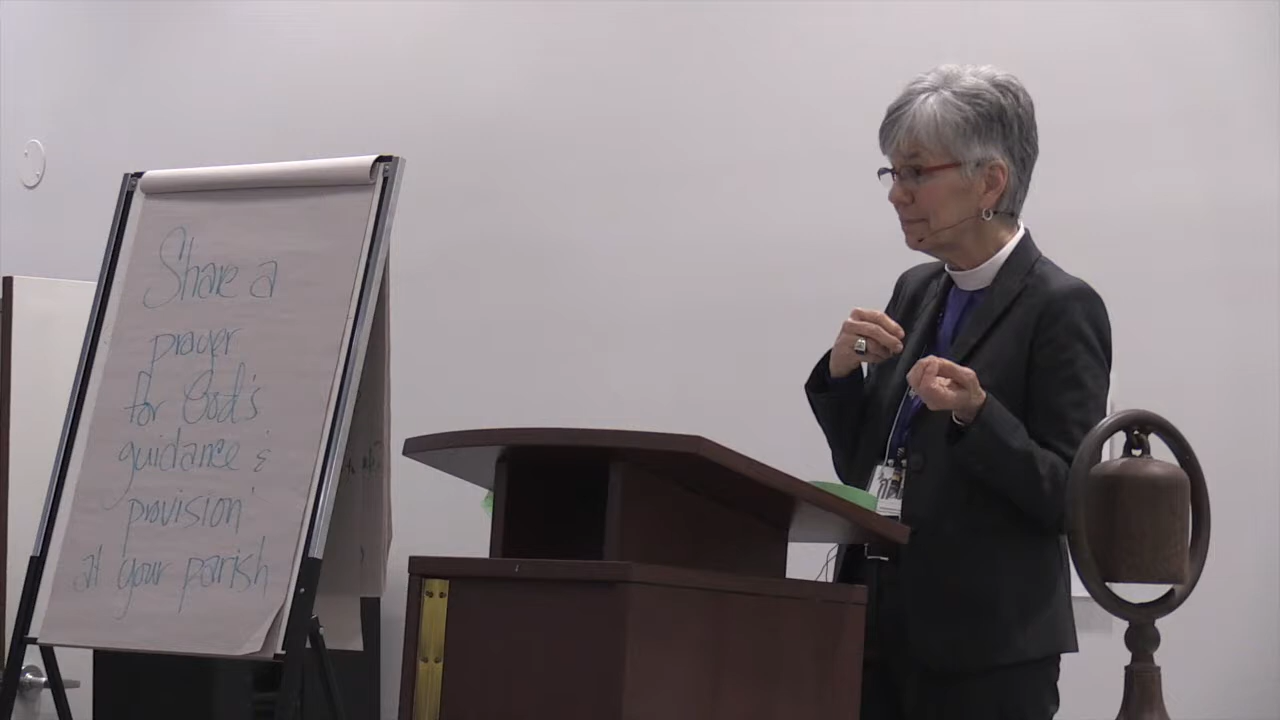 Share a
prayer
for God's
guidance &
provision
at your parish